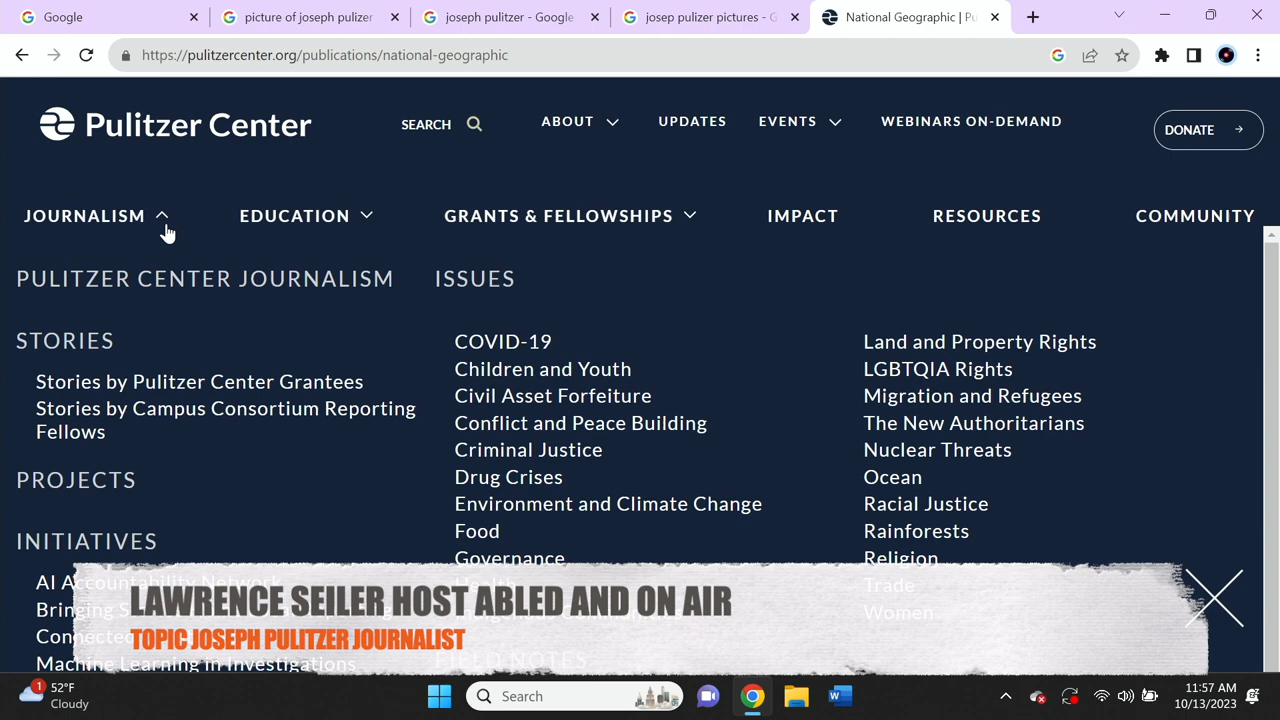 Google
picture of joseph pulizer
joseph pulitzer - Google
josep pulizer pictures - G
National Geographic | Pu
https://pulitzercenter.org/publications/national-geographic
Pulitzer Center
SEARCH
ABOUT
UPDATES
EVENTS
WEBINARS ON-DEMAND
DONATE
JOURNALISM
EDUCATION
GRANTS & FELLOWSHIPS
IMPACT
RESOURCES
COMMUNITY
PULITZER CENTER JOURNALISM
STORIES
Stories by Pulitzer Center Grantees
Stories by Campus Consortium Reporting
Fellows
PROJECTS
INITIATIVES
AI Accountability Network
Bringing
Connected
Machine Learning in Investigations
ISSUES
COVID-19
Children and Youth
Civil Asset Forfeiture
Conflict and Peace Building
Criminal Justice
Drug Crises
Environment and Climate Change
Food
Governance
Health
Indigenous Communities
FIELD NOTES
Land and Property Rights
LGBTQIA Rights
Migration and Refugees
The New Authoritarians
Nuclear Threats
Ocean
Racial Justice
Rainforests
Religion
Trade
Women
LAWRENCE SEILER HOST ABLED AND ON AIR
TOPIC JOSEPH PULITZER JOURNALIST
1
52°F
Cloudy
Search
11:57 AM
10/13/2023